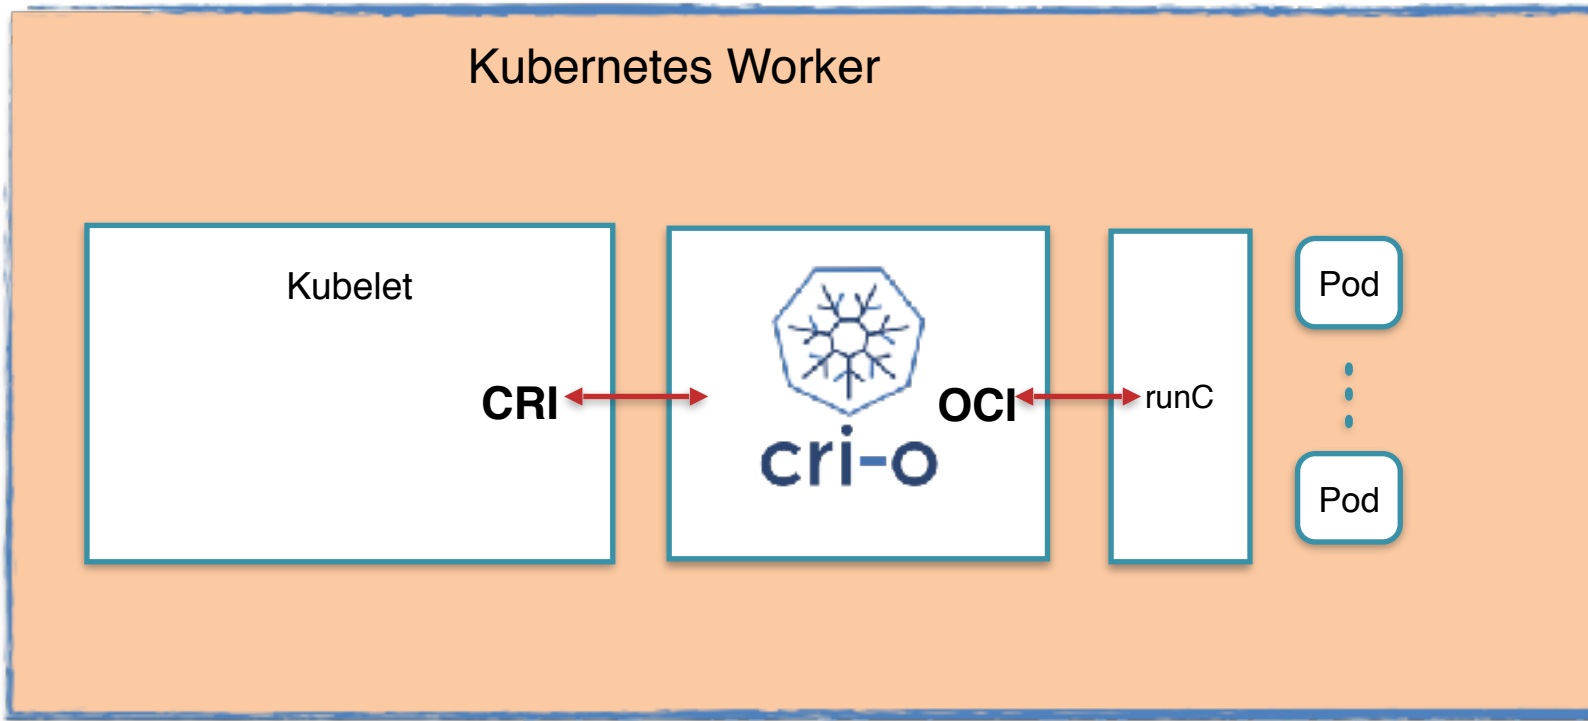 Kubernetes Worker
Kubelet
CRI
cri-o
OCI
runC
Pod
Pod